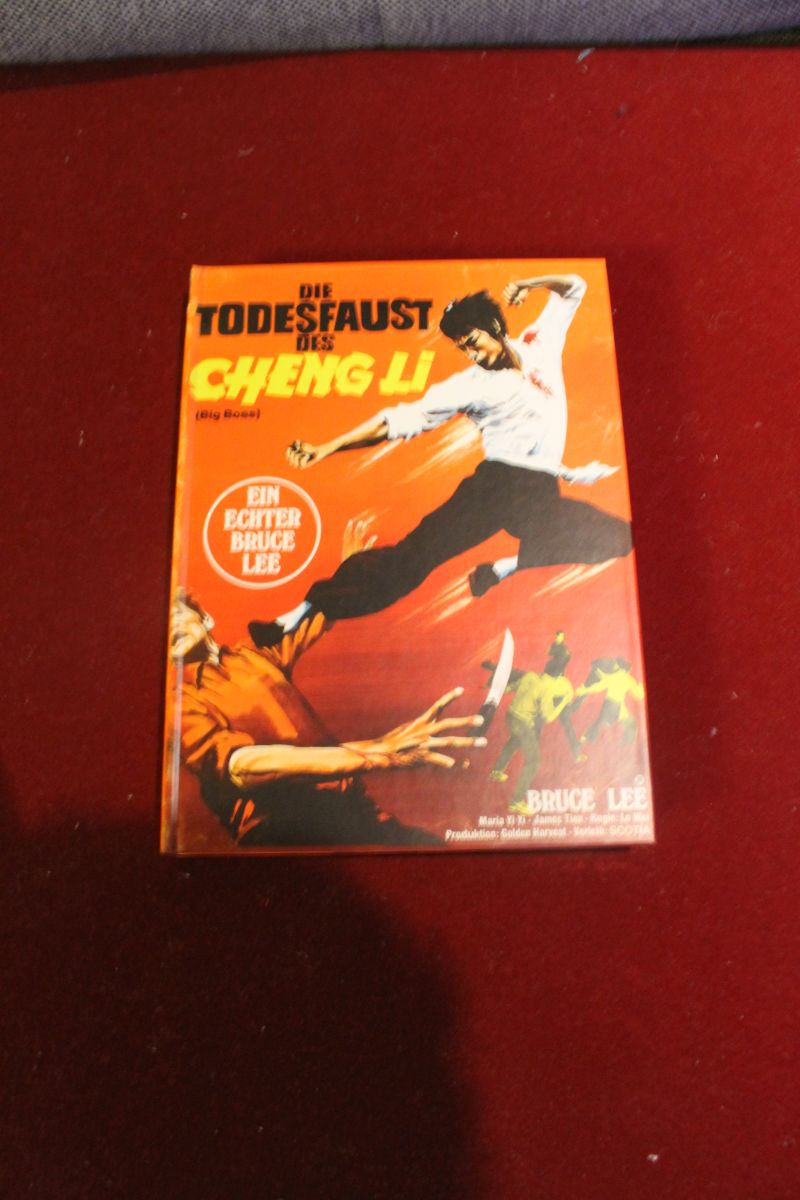 DIE
TODESFAUST
DES
CHENG Li
(Big Boss)
EIN
ECHTER
BRUCE
LEE
BRUCE LEE
Maria Yi Yi · James Tien · Regie: Lo Wei
Produktion: Golden Harvest · Verleih: SCOTIA